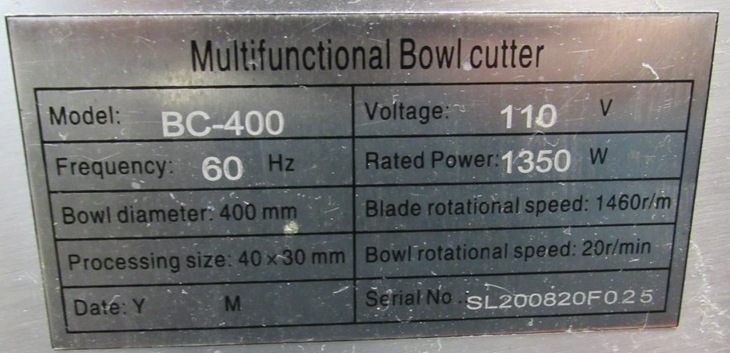 Multifunctional Bowl cutter
Model: BC-400 Voltage: 110 V
Frequency: 60 Hz Rated Power: 1350 W
Bowl diameter: 400 mm Blade rotational speed: 1460r/m
Processing size: 40×30 mm Bowl rotational speed: 20r/min
Date: Y M Serial No. SL200820F025